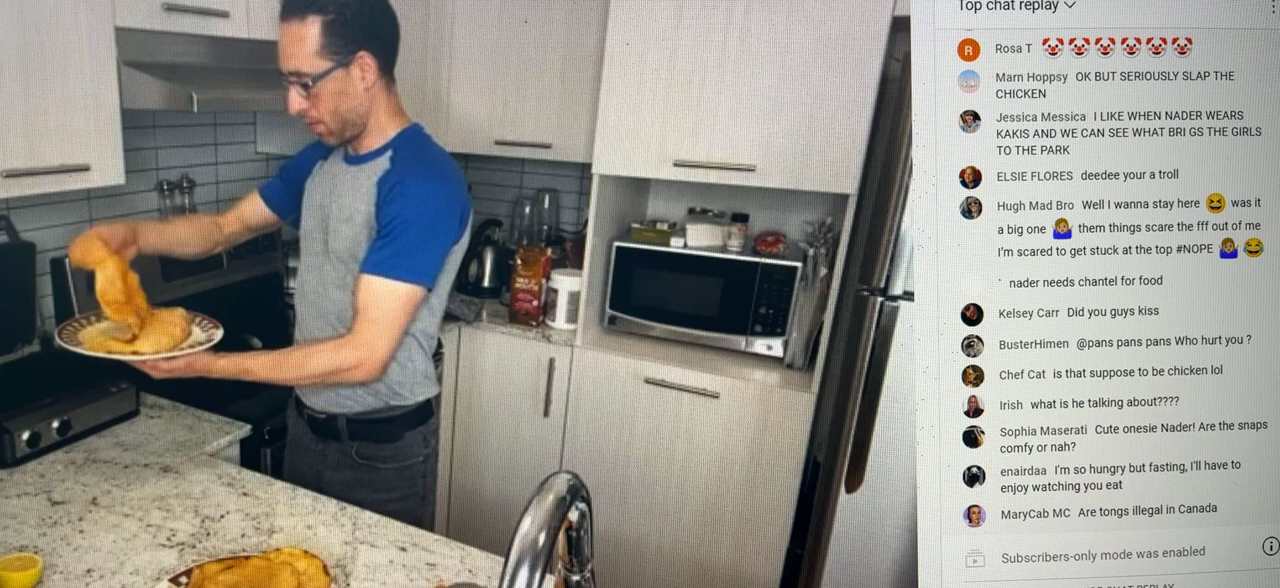 Top chat replay
Rosa T 🤡🤡🤡🤡🤡🤡
Marn Hoppsy OK BUT SERIOUSLY SLAP THE
CHICKEN
Jessica Messica I LIKE WHEN NADER WEARS
KAKIS AND WE CAN SEE WHAT BRI GS THE GIRLS
TO THE PARK
ELSIE FLORES deedee your a troll
Hugh Mad Bro Well I wanna stay here 😆 was it
a big one 🤷 them things scare the fff out of me
I'm scared to get stuck at the top #NOPE 🤷 😂
nader needs chantel for food
Kelsey Carr Did you guys kiss
BusterHimen @pans pans pans Who hurt you ?
Chef Cat is that suppose to be chicken lol
Irish what is he talking about????
Sophia Maserati Cute onesie Nader! Are the snaps
comfy or nah?
enairdaa I'm so hungry but fasting, I'll have to
enjoy watching you eat
MaryCab MC Are tongs illegal in Canada
Subscribers-only mode was enabled
CHAT REPLAY